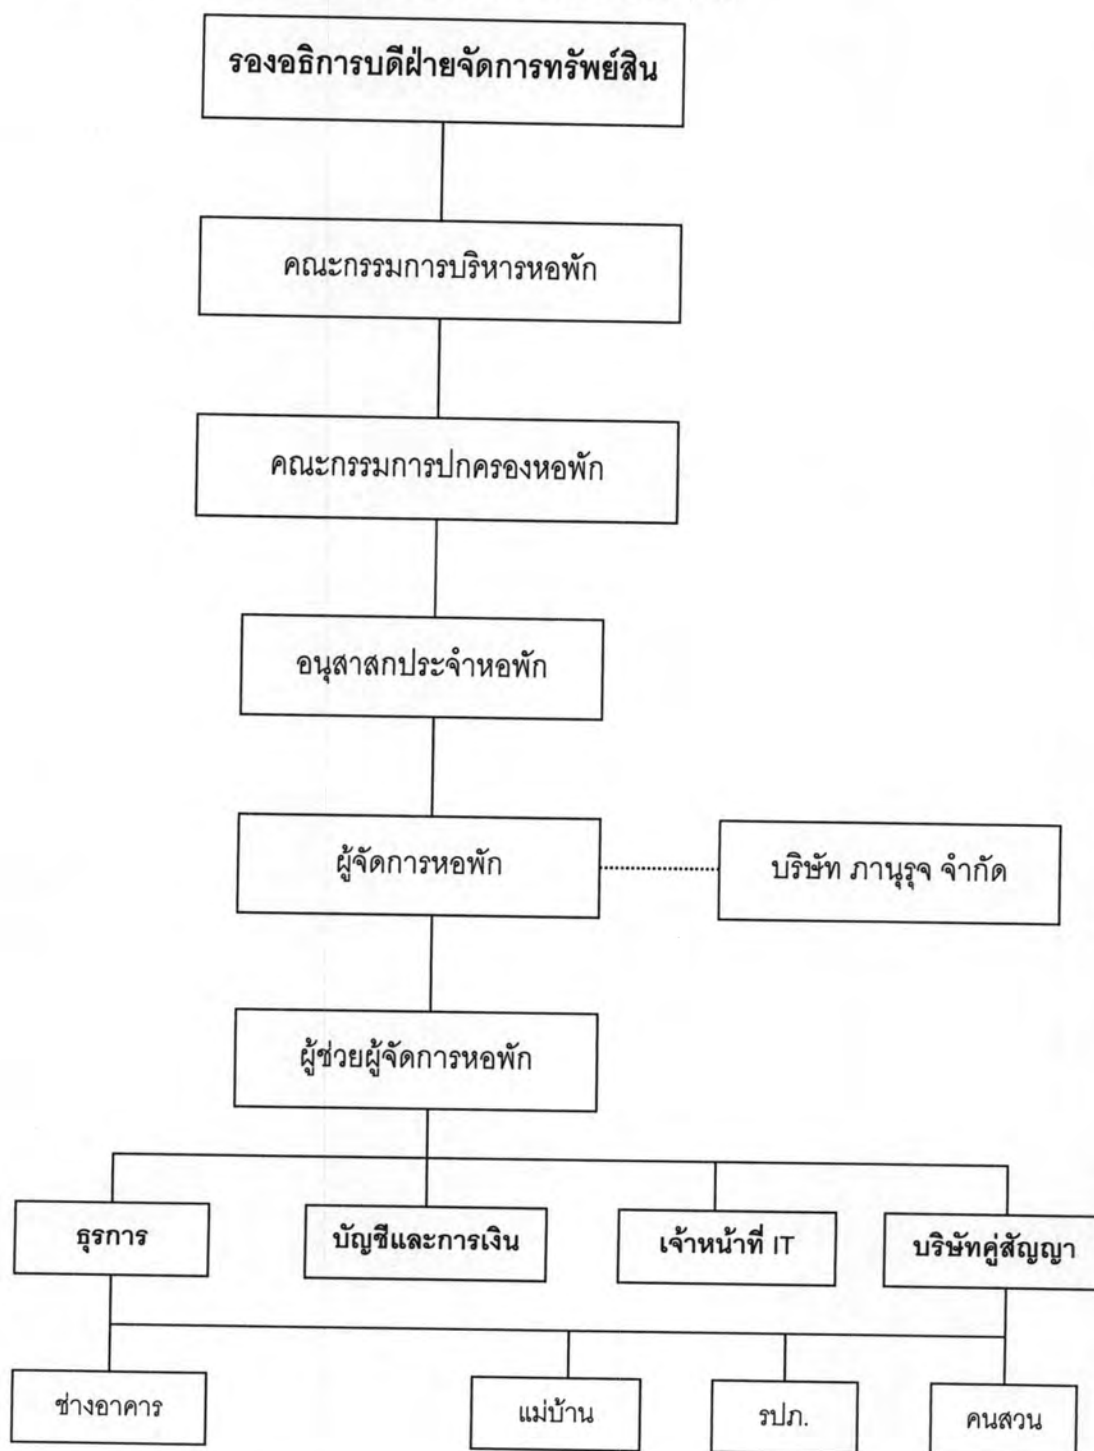 รองอธิการบดีฝ่ายจัดการทรัพย์สิน
คณะกรรมการบริหารหอพัก
คณะกรรมการปกครองหอพัก
อนุสาสกประจำหอพัก
ผู้จัดการหอพัก
บริษัท ภานุรุจ จำกัด
ผู้ช่วยผู้จัดการหอพัก
ธุรการ
บัญชีและการเงิน
เจ้าหน้าที่ IT
บริษัทคู่สัญญา
ช่างอาคาร
แม่บ้าน
รปภ.
คนสวน